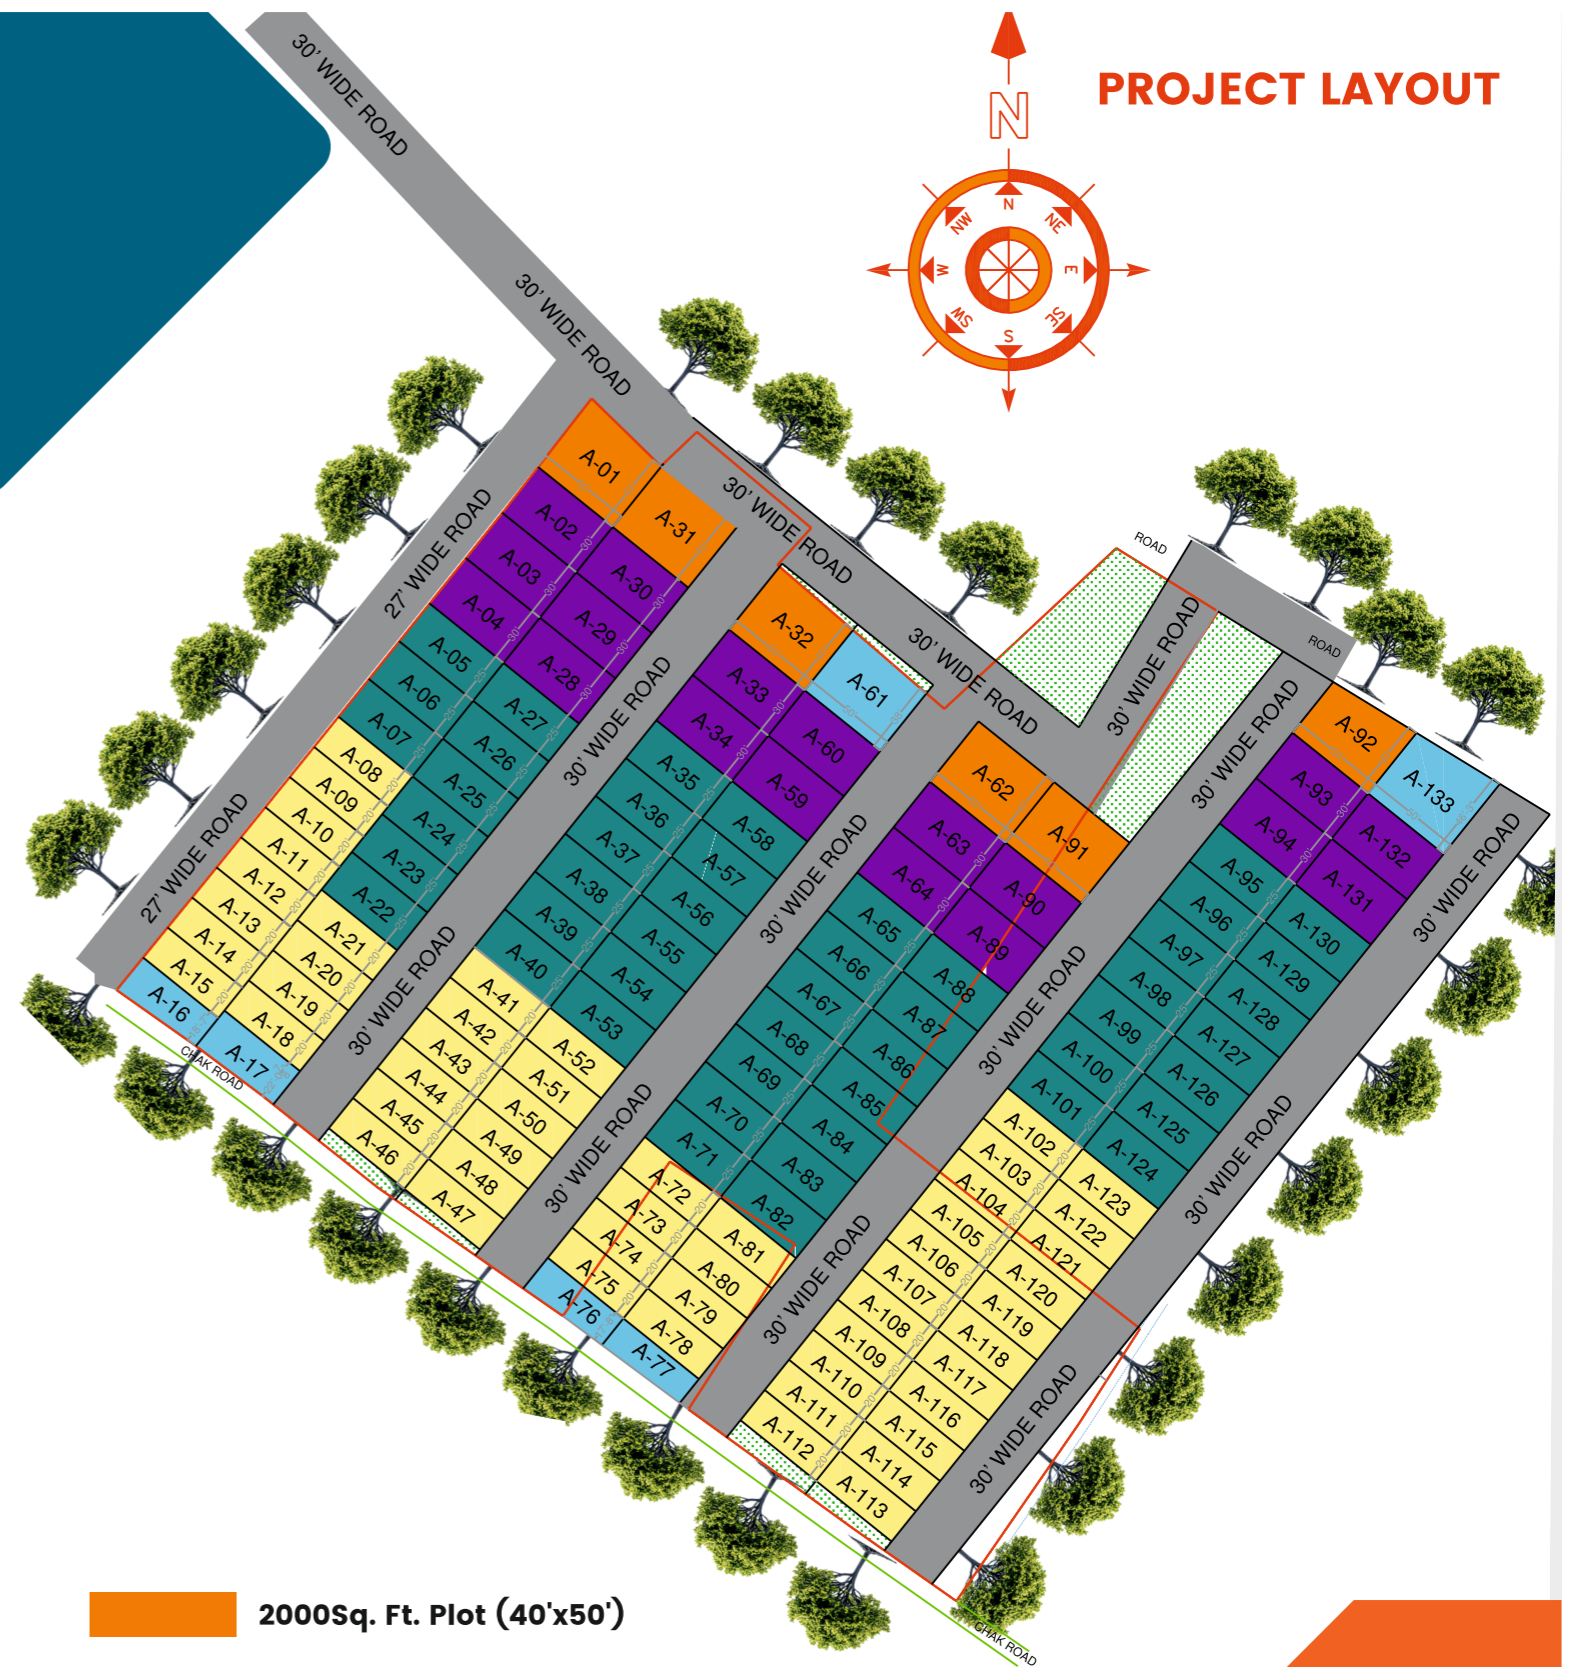 30' WIDE ROAD
PROJECT LAYOUT
N
N
NW
NE
W
E
SW
SE
S
30' WIDE ROAD
27' WIDE ROAD
27' WIDE ROAD
30' WIDE ROAD
30' WIDE ROAD
ROAD
ROAD
30' WIDE ROAD
30' WIDE ROAD
30' WIDE ROAD
30' WIDE ROAD
30' WIDE ROAD
30' WIDE ROAD
30' WIDE ROAD
30' WIDE ROAD
30' WIDE ROAD
30' WIDE ROAD
30' WIDE ROAD
30' WIDE ROAD
30' WIDE ROAD
A-01
A-02
A-03
A-04
A-05
A-06
A-07
A-08
A-09
A-10
A-11
A-12
A-13
A-14
A-15
A-16
A-17
A-18
A-19
A-20
A-21
A-22
A-23
A-24
A-25
A-26
A-27
A-28
A-29
A-30
A-31
A-32
A-33
A-34
A-35
A-36
A-37
A-38
A-39
A-40
A-41
A-42
A-43
A-44
A-45
A-46
A-47
A-48
A-49
A-50
A-51
A-52
A-53
A-54
A-55
A-56
A-57
A-58
A-59
A-60
A-61
A-62
A-63
A-64
A-65
A-66
A-67
A-68
A-69
A-70
A-71
A-72
A-73
A-74
A-75
A-76
A-77
A-78
A-79
A-80
A-81
A-82
A-83
A-84
A-85
A-86
A-87
A-88
A-89
A-90
A-91
A-92
A-93
A-94
A-95
A-96
A-97
A-98
A-99
A-100
A-101
A-102
A-103
A-104
A-105
A-106
A-107
A-108
A-109
A-110
A-111
A-112
A-113
A-114
A-115
A-116
A-117
A-118
A-119
A-120
A-121
A-122
A-123
A-124
A-125
A-126
A-127
A-128
A-129
A-130
A-131
A-132
A-133
CHAK ROAD
CHAK ROAD
2000Sq. Ft. Plot (40'x50')